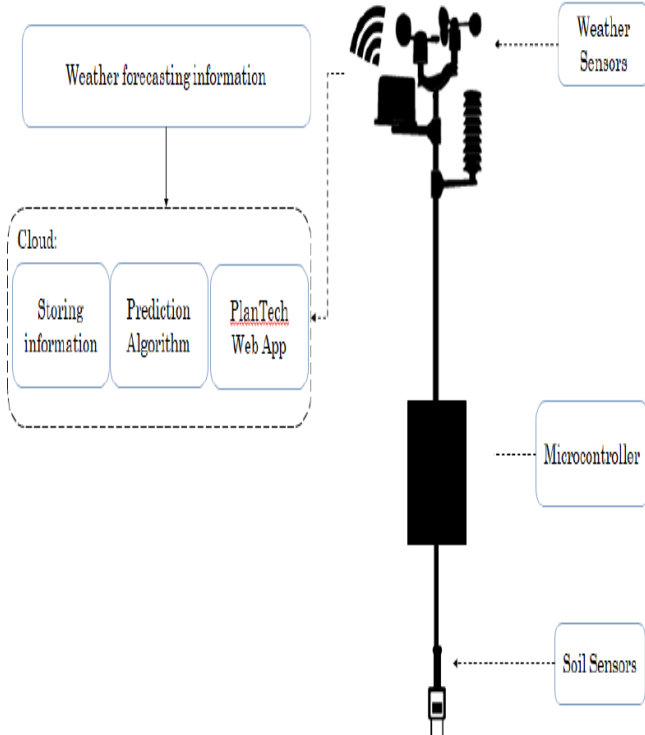 Weather forecasting information
Cloud:
Storing
information
Prediction
Algorithm
PlanTech
Web App
Weather
Sensors
Microcontroller
Soil Sensors